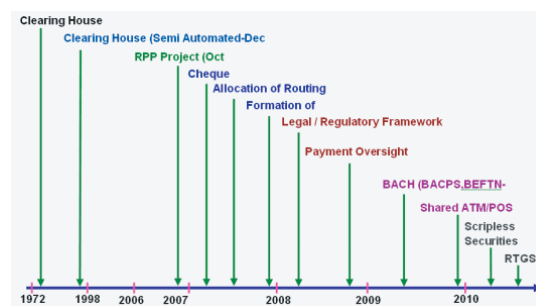 Clearing House
Clearing House (Semi Automated-Dec
RPP Project (Oct
Cheque
Allocation of Routing
Formation of
Legal / Regulatory Framework
Payment Oversight
BACH (BACPS,BEFTN-
Shared ATM/POS
Scripless
Securities
RTGS
1972 1998 2006 2007 2008 2009 2010